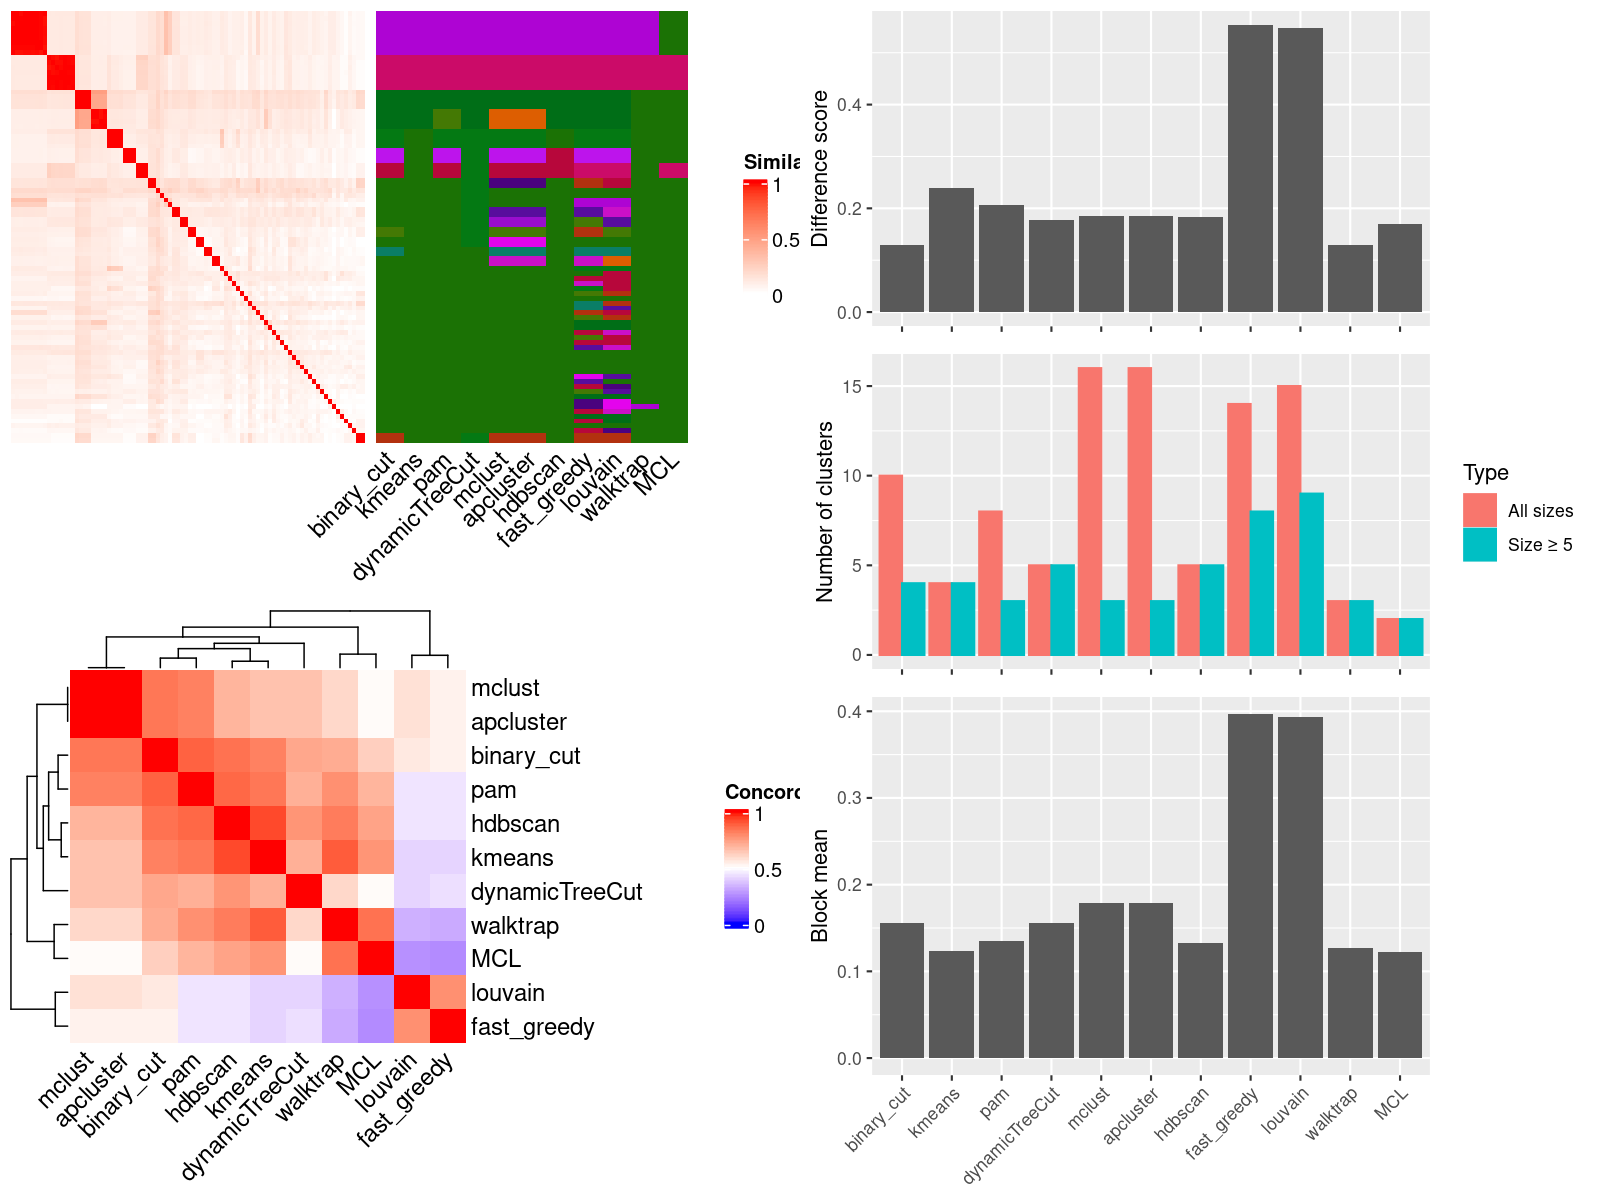 Simila
1
0.5
0
binary_cut
kmeans
pam
dynamicTreeCut
mclust
apcluster
hdbscan
fast_greedy
louvain
walktrap
MCL
mclust
apcluster
binary_cut
pam
hdbscan
kmeans
dynamicTreeCut
walktrap
MCL
louvain
fast_greedy
mclust
apcluster
binary_cut
pam
hdbscan
kmeans
dynamicTreeCut
walktrap
MCL
louvain
fast_greedy
Concord
1
0.5
0
Difference score
0.4
0.2
0.0
Number of clusters
15
10
5
0
Type
All sizes
Size ≥ 5
Block mean
0.4
0.3
0.2
0.1
0.0
binary_cut
kmeans
pam
dynamicTreeCut
mclust
apcluster
hdbscan
fast_greedy
louvain
walktrap
MCL